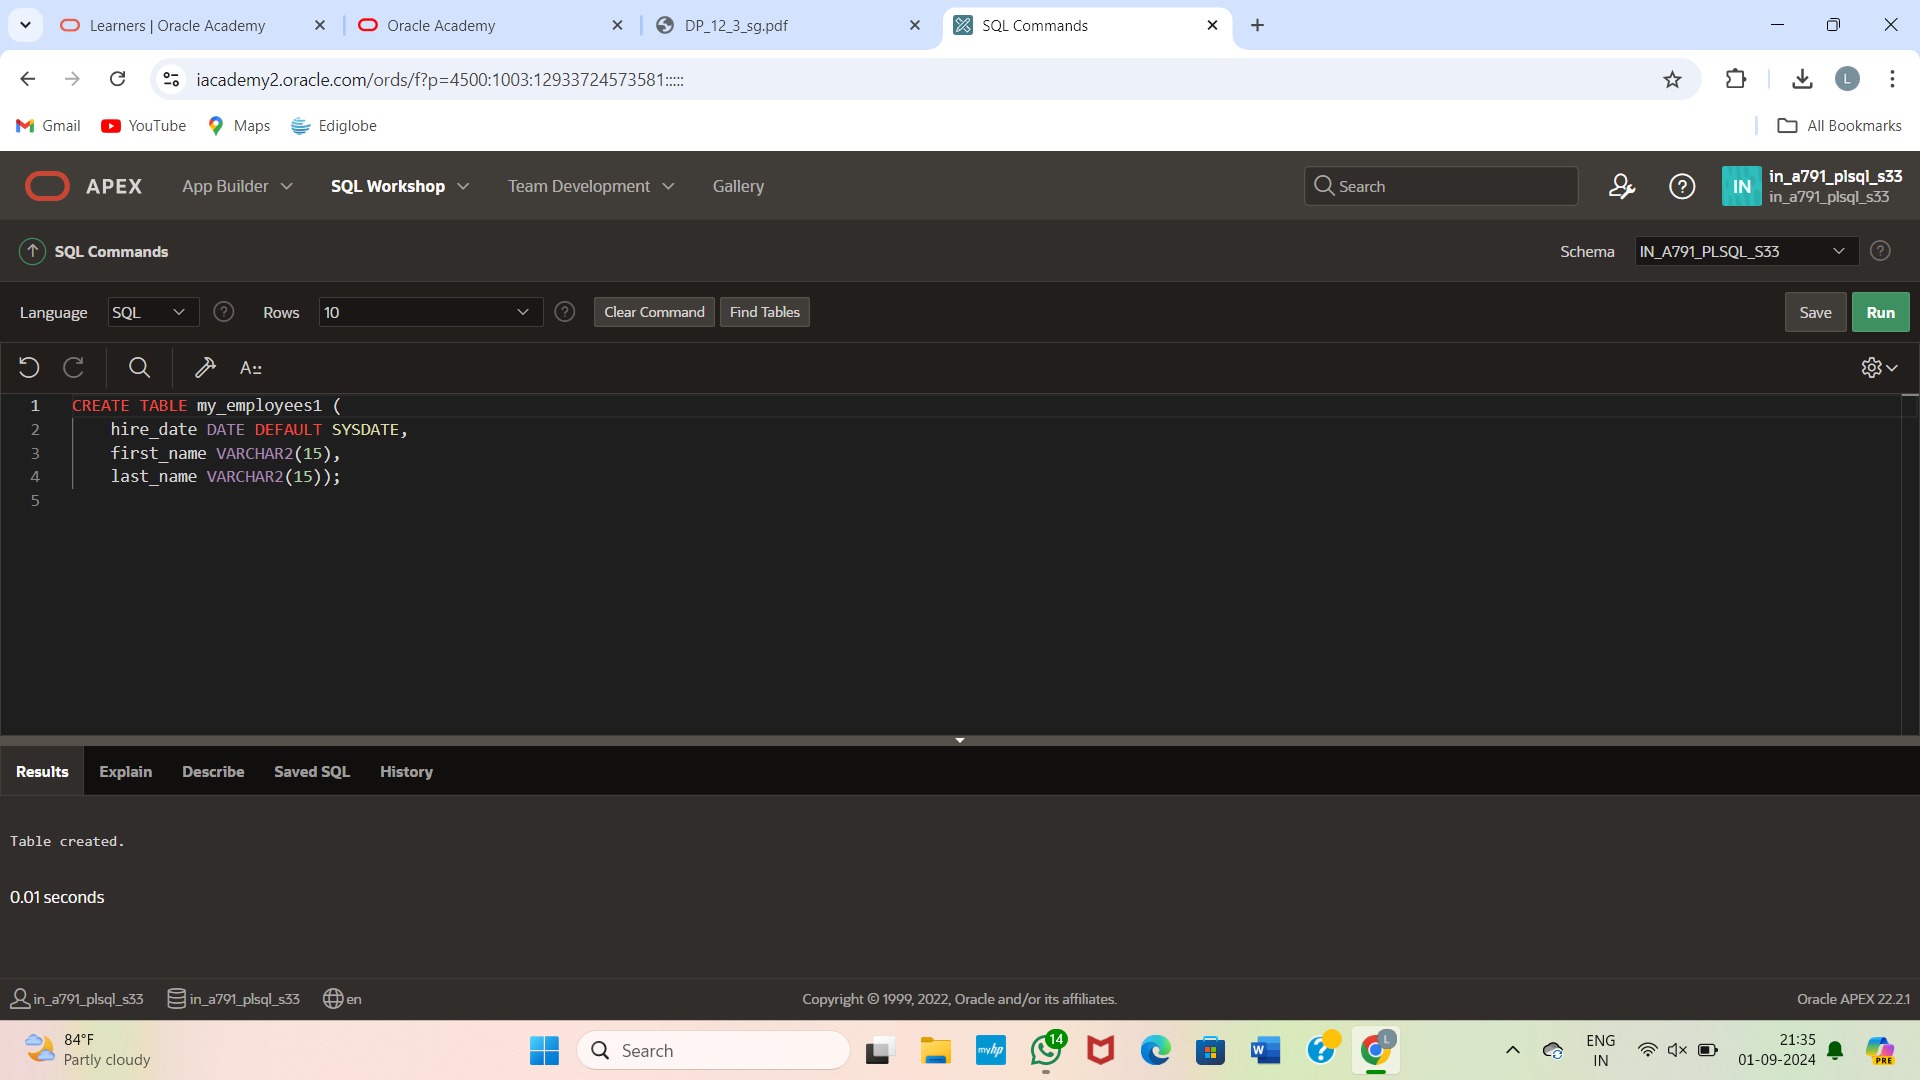 Learners | Oracle Academy
Oracle Academy
DP_12_3_sg.pdf
SQL Commands
iacademy2.oracle.com/ords/f?p=4500:1003:12933724573581:::::
L
Gmail
YouTube
Maps
Ediglobe
All Bookmarks
APEX
App Builder
SQL Workshop
Team Development
Gallery
Search
IN
in_a791_plsql_s33
in_a791_plsql_s33
SQL Commands
Schema
IN_A791_PLSQL_S33
Language
SQL
Rows
10
Clear Command
Find Tables
Save
Run
A::
1 CREATE TABLE my_employees1 (
2 hire_date DATE DEFAULT SYSDATE,
3 first_name VARCHAR2(15),
4 last_name VARCHAR2(15));
5
Results
Explain
Describe
Saved SQL
History
Table created.
0.01 seconds
in_a791_plsql_s33
in_a791_plsql_s33
en
Copyright © 1999, 2022, Oracle and/or its affiliates.
Oracle APEX 22.2.1
84°F
Partly cloudy
Search
myhp
14
W
L
ENG
IN
21:35
01-09-2024
PRE